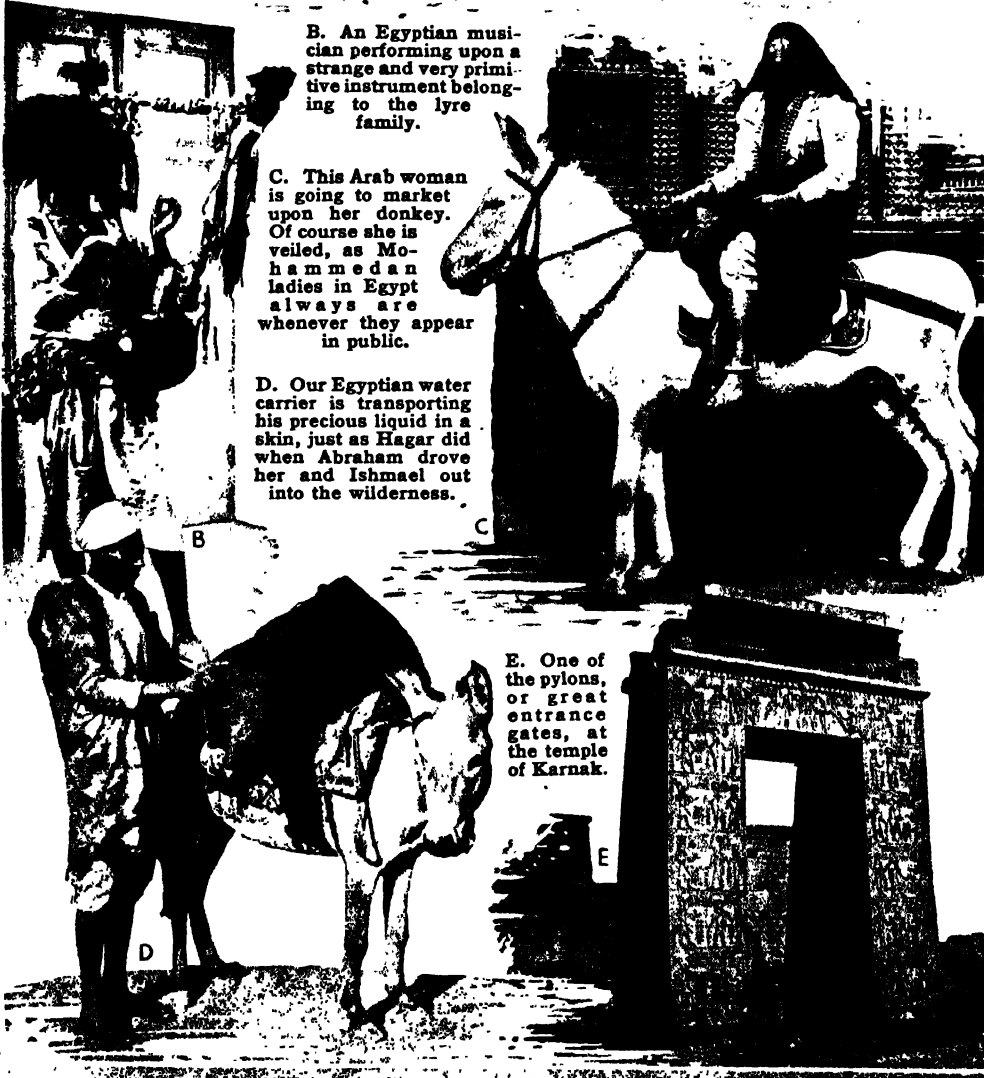 B. An Egyptian musi-
cian performing upon a
strange and very primi-
tive instrument belong-
ing to the lyre
family.
C. This Arab woman
is going to market
upon her donkey.
Of course she is
veiled, as Mo-
hammedan
ladies in Egypt
always are
whenever they appear
in public.
D. Our Egyptian water
carrier is transporting
his precious liquid in a
skin, just as Hagar did
when Abraham drove
her and Ishmael out
into the wilderness.
B
C
E. One of
the pylons,
or great
entrance
gates, at
the temple
of Karnak.
E
D